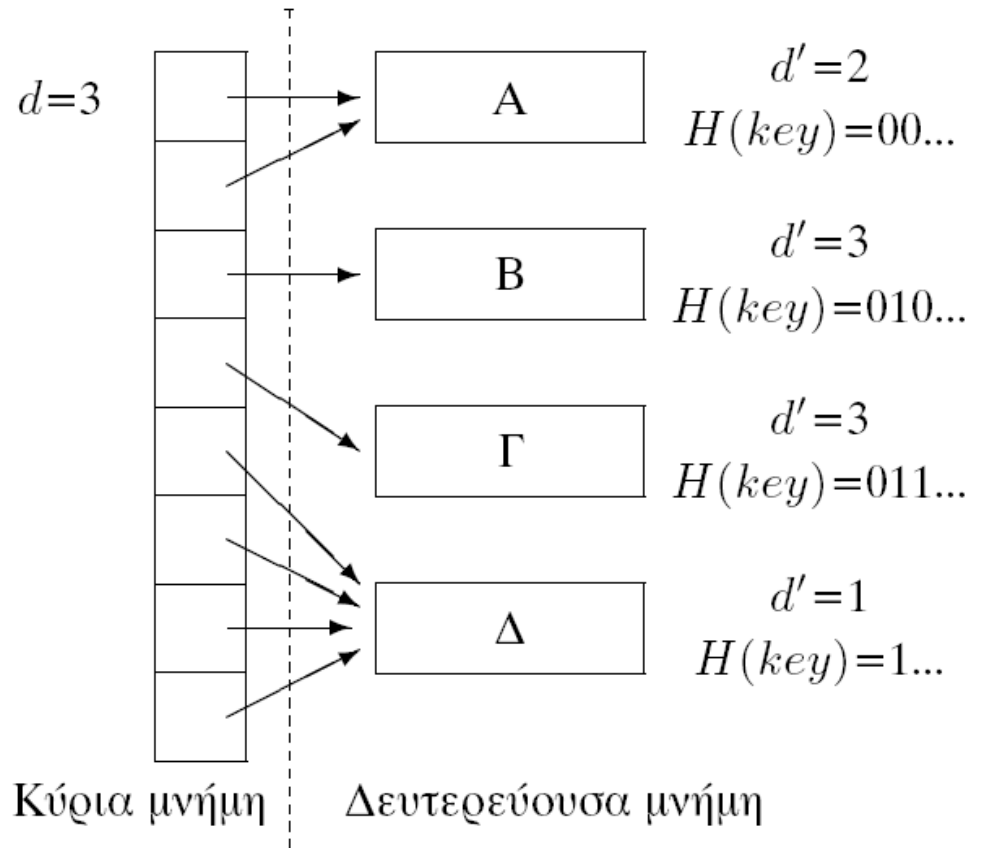 d=3
A
d′=2
H(key)=00...
B
d′=3
H(key)=010...
Γ
d′=3
H(key)=011...
Δ
d′=1
H(key)=1...
Κύρια μνήμη
Δευτερεύουσα μνήμη